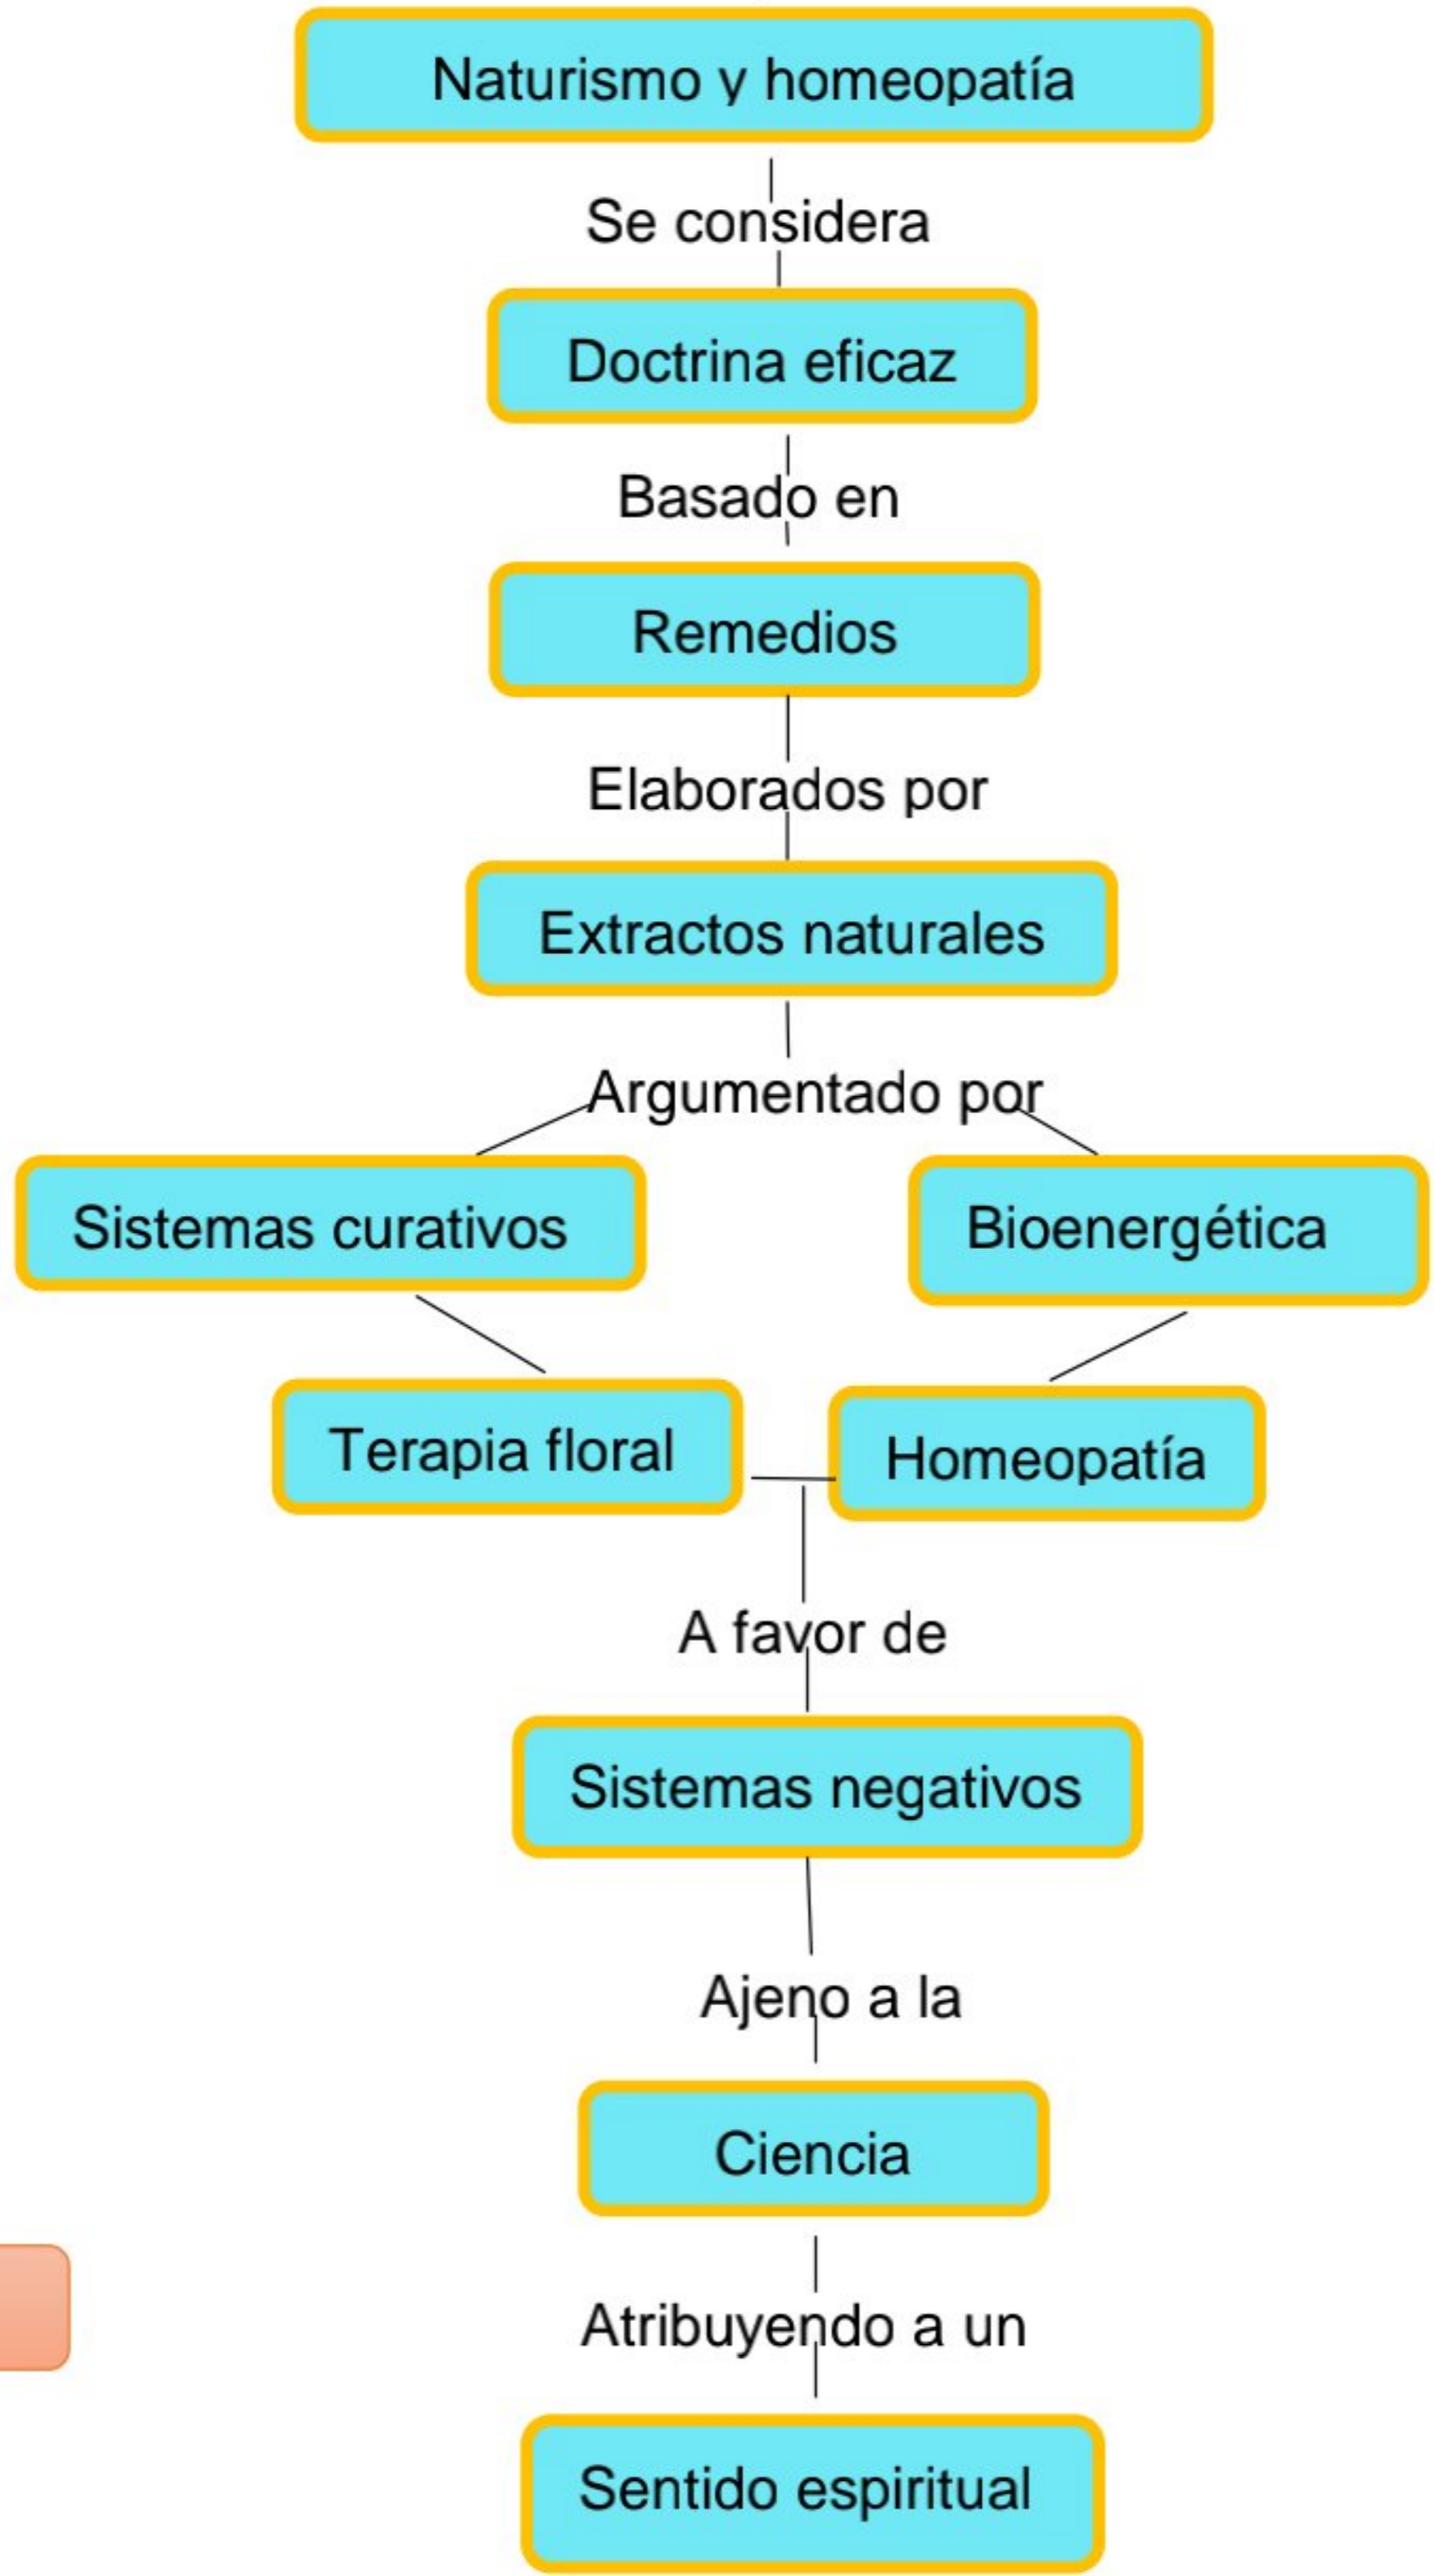 Naturismo y homeopatía
Se considera
Doctrina eficaz
Basado en
Remedios
Elaborados por
Extractos naturales
Argumentado por
Sistemas curativos
Bioenergética
Terapia floral
Homeopatía
A favor de
Sistemas negativos
Ajeno a la
Ciencia
Atribuyendo a un
Sentido espiritual